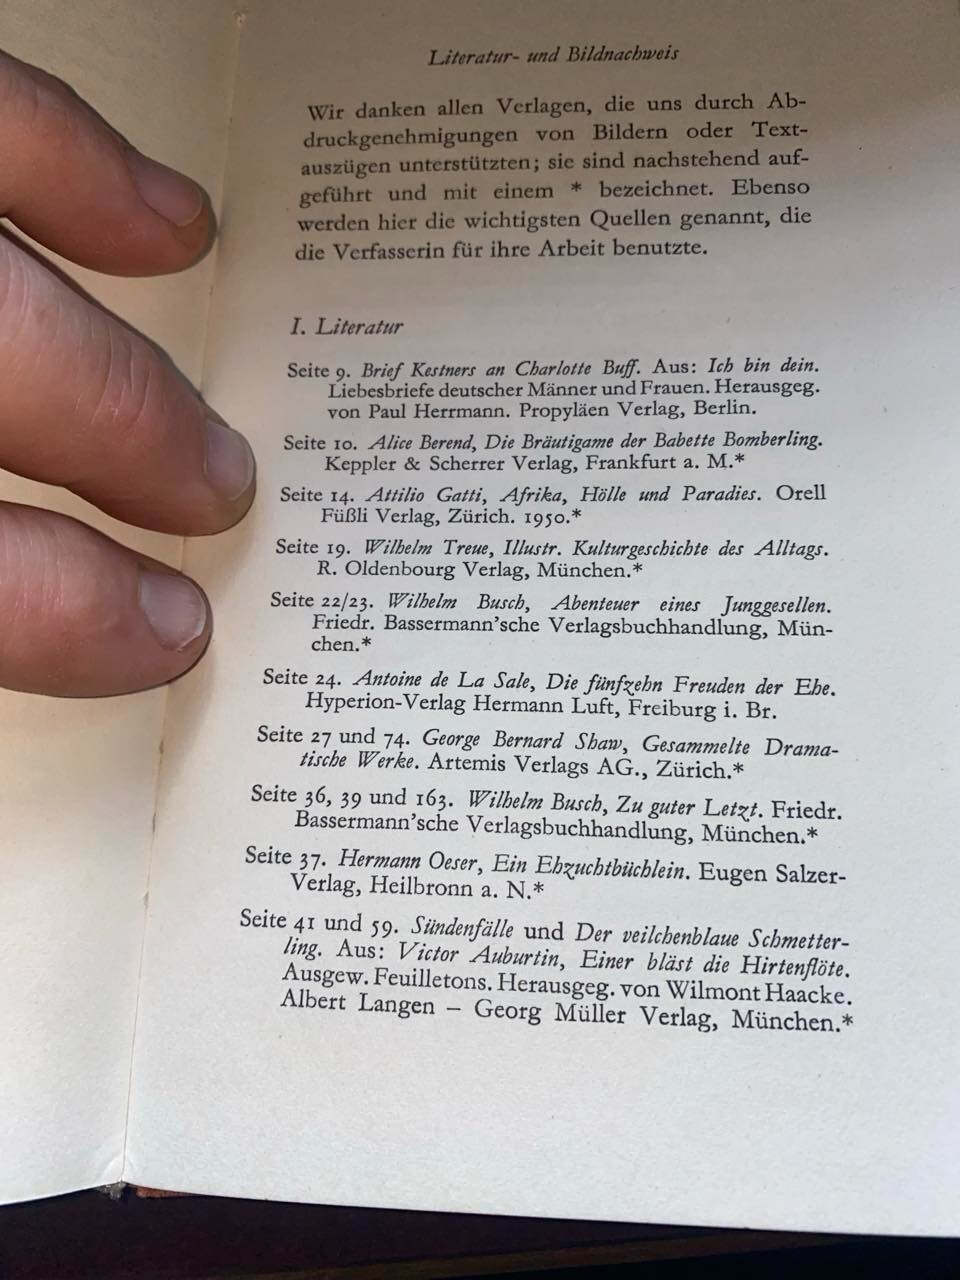 Literatur- und Bildnachweis
Wir danken allen Verlagen, die uns durch Ab-
druckgenehmigungen von Bildern oder Text-
auszügen unterstützten; sie sind nachstehend auf-
geführt und mit einem * bezeichnet. Ebenso
werden hier die wichtigsten Quellen genannt, die
die Verfasserin für ihre Arbeit benutzte.
I. Literatur
Seite 9. Brief Kestners an Charlotte Buff. Aus: Ich bin dein.
Liebesbriefe deutscher Männer und Frauen. Herausgeg.
von Paul Herrmann. Propyläen Verlag, Berlin.
Seite 10. Alice Berend, Die Bräutigame der Babette Bomberling.
Keppler & Scherrer Verlag, Frankfurt a. M.*
Seite 14. Attilio Gatti, Afrika, Hölle und Paradies. Orell
Füßli Verlag, Zürich. 1950.*
Seite 19. Wilhelm Treue, Illustr. Kulturgeschichte des Alltags.
R. Oldenbourg Verlag, München.*
Seite 22/23. Wilhelm Busch, Abenteuer eines Junggesellen.
Friedr. Bassermann'sche Verlagsbuchhandlung, Mün-
chen.*
Seite 24. Antoine de La Sale, Die fünfzehn Freuden der Ehe.
Hyperion-Verlag Hermann Luft, Freiburg i. Br.
Seite 27 und 74. George Bernard Shaw, Gesammelte Drama-
tische Werke. Artemis Verlags AG., Zürich.*
Seite 36, 39 und 163. Wilhelm Busch, Zu guter Letzt. Friedr.
Bassermann'sche Verlagsbuchhandlung, München.*
Seite 37. Hermann Oeser, Ein Ehzuchtbüchlein. Eugen Salzer-
Verlag, Heilbronn a. N.*
Seite 41 und 59. Sündenfälle und Der veilchenblaue Schmetter-
ling. Aus: Victor Auburtin, Einer bläst die Hirtenflöte.
Ausgew. Feuilletons. Herausgeg. von Wilmont Haacke.
Albert Langen – Georg Müller Verlag, München.*